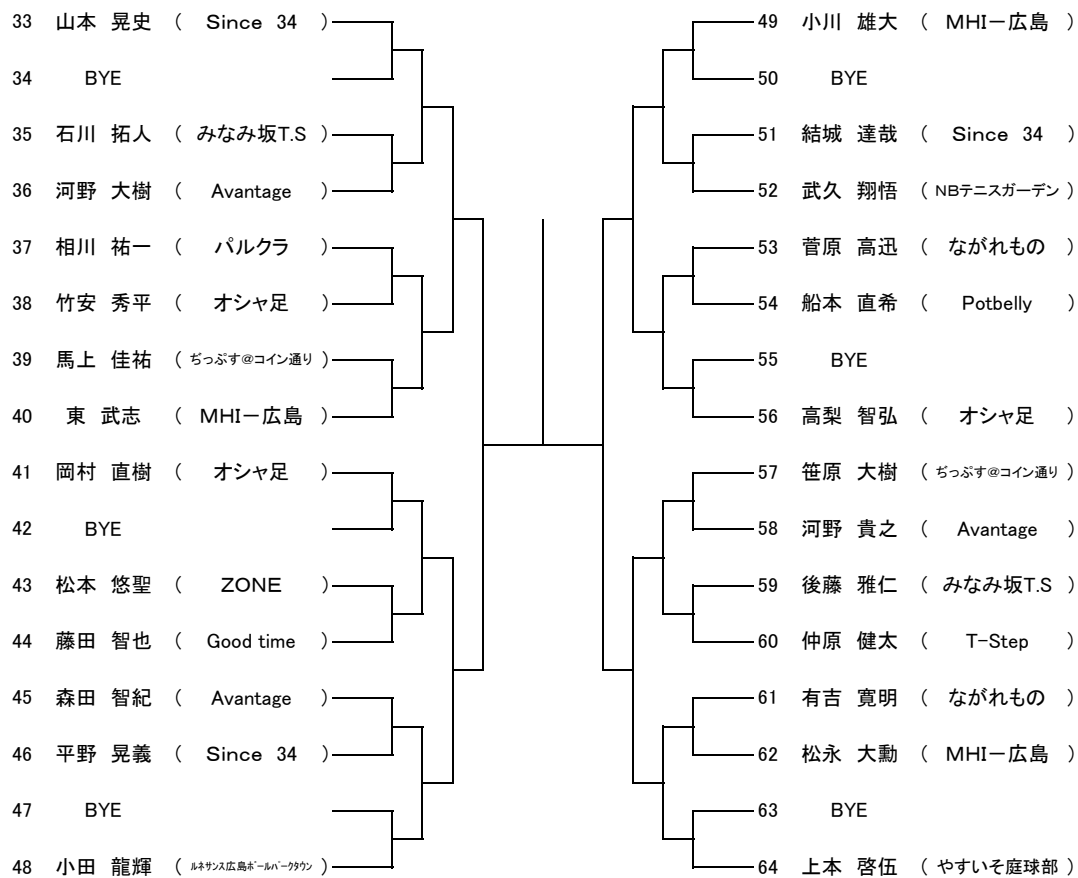 33 山本 晃史 ( Since 34 )
34 BYE
35 石川 拓人 ( みなみ坂T.S )
36 河野 大樹 ( Avantage )
37 相川 祐一 ( パルクラ )
38 竹安 秀平 ( オシャ足 )
39 馬上 佳祐 ( ぢっぷす@コイン通り )
40 東 武志 ( MHI-広島 )
41 岡村 直樹 ( オシャ足 )
42 BYE
43 松本 悠聖 ( ZONE )
44 藤田 智也 ( Good time )
45 森田 智紀 ( Avantage )
46 平野 晃義 ( Since 34 )
47 BYE
48 小田 龍輝 ( ルネサンス広島ボールパークタウン )
49 小川 雄大 ( MHI-広島 )
50 BYE
51 結城 達哉 ( Since 34 )
52 武久 翔悟 ( NBテニスガーデン )
53 菅原 高迅 ( ながれもの )
54 船本 直希 ( Potbelly )
55 BYE
56 高梨 智弘 ( オシャ足 )
57 笹原 大樹 ( ぢっぷす@コイン通り )
58 河野 貴之 ( Avantage )
59 後藤 雅仁 ( みなみ坂T.S )
60 仲原 健太 ( T-Step )
61 有吉 寛明 ( ながれもの )
62 松永 大勲 ( MHI-広島 )
63 BYE
64 上本 啓伍 ( やすいそ庭球部 )